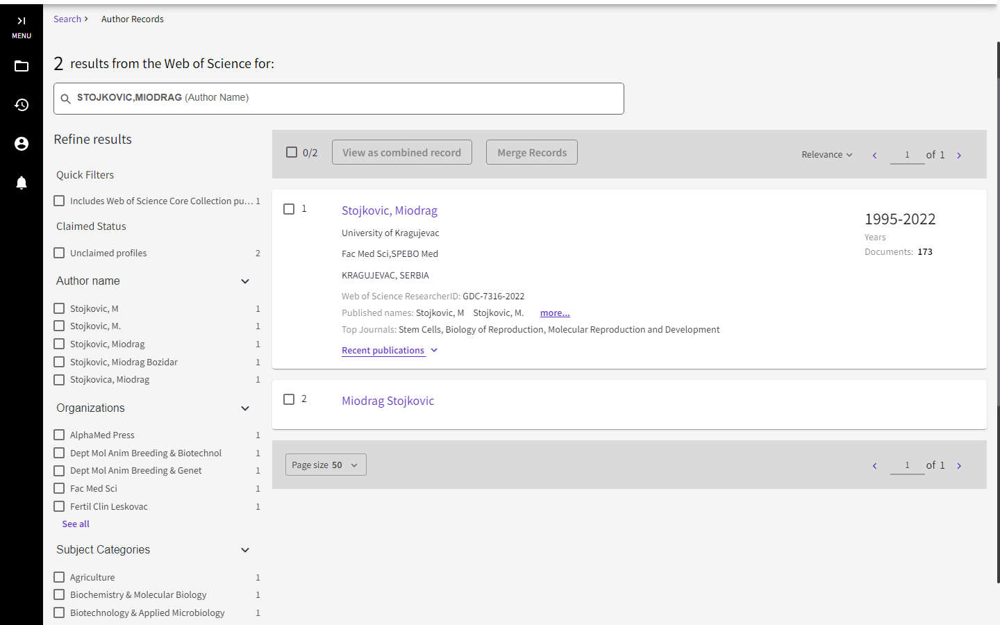 MENU
Search
Author Records
2 results from the Web of Science for:
STOJKOVIC,MIODRAG (Author Name)
Refine results
Quick Filters
Includes Web of Science Core Collection pu... 1
Claimed Status
Unclaimed profiles 2
Author name
Stojkovic, M 1
Stojkovic, M. 1
Stojkovic, Miodrag 1
Stojkovic, Miodrag Bozidar 1
Stojkovica, Miodrag 1
Organizations
AlphaMed Press 1
Dept Mol Anim Breeding & Biotechnol 1
Dept Mol Anim Breeding & Genet 1
Fac Med Sci 1
Fertil Clin Leskovac 1
See all
Subject Categories
Agriculture 1
Biochemistry & Molecular Biology 1
Biotechnology & Applied Microbiology 1
0/2 View as combined record Merge Records Relevance 1 of 1
1 Stojkovic, Miodrag
University of Kragujevac
Fac Med Sci,SPEBO Med
KRAGUJEVAC, SERBIA
Web of Science ResearcherID: GDC-7316-2022
Published names: Stojkovic, M Stojkovic, M. more...
Top Journals: Stem Cells, Biology of Reproduction, Molecular Reproduction and Development
Recent publications
1995-2022
Years
Documents: 173
2 Miodrag Stojkovic
Page size 50 1 of 1